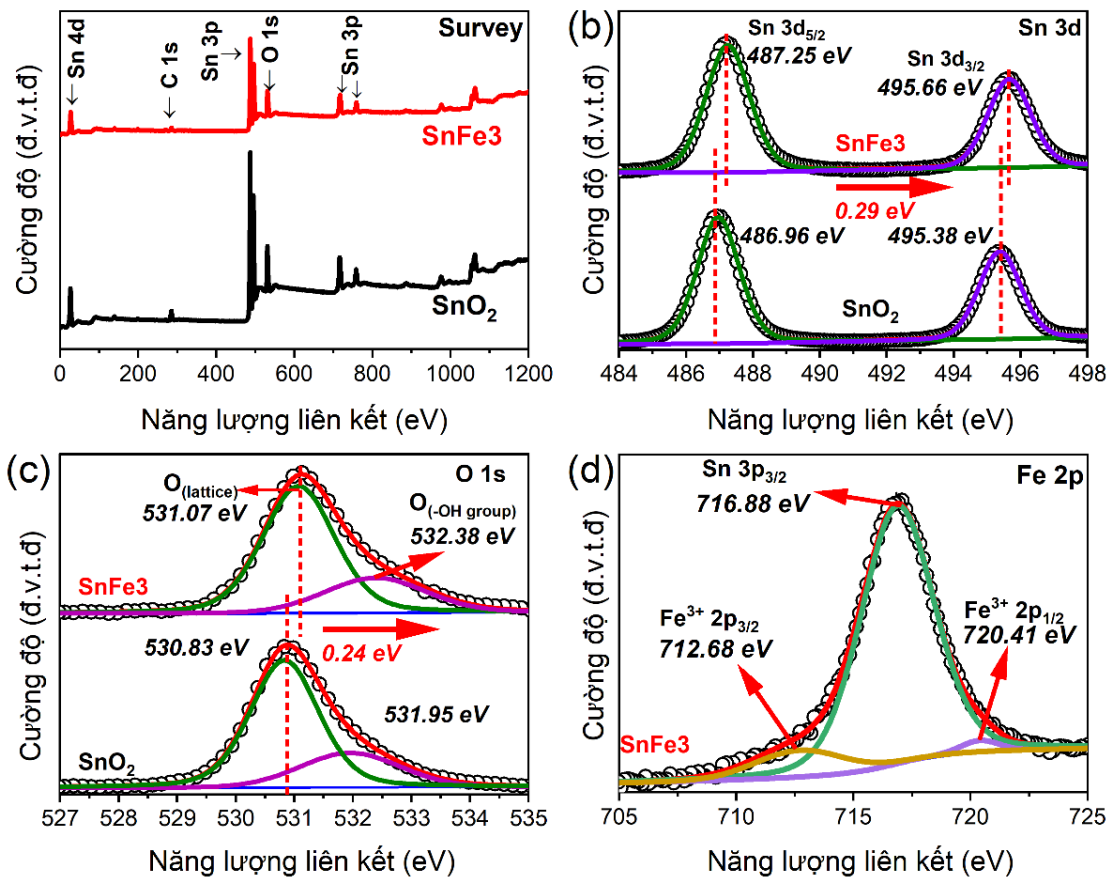 Survey
Sn 4d
C 1s
Sn 3p
O 1s
Sn 3p
SnFe3
SnO2
Cường độ (đ.v.t.đ)
0 200 400 600 800 1000 1200
Năng lượng liên kết (eV)
(b)
Sn 3d
Sn 3d5/2
487.25 eV
Sn 3d3/2
495.66 eV
SnFe3
0.29 eV
486.96 eV
495.38 eV
SnO2
Cường độ (đ.v.t.đ)
484 486 488 490 492 494 496 498
Năng lượng liên kết (eV)
(c)
O 1s
O(lattice)
531.07 eV
O(-OH group)
532.38 eV
SnFe3
530.83 eV
0.24 eV
531.95 eV
SnO2
Cường độ (đ.v.t.đ)
527 528 529 530 531 532 533 534 535
Năng lượng liên kết (eV)
(d)
Fe 2p
Sn 3p3/2
716.88 eV
Fe3+ 2p3/2
712.68 eV
Fe3+ 2p1/2
720.41 eV
SnFe3
Cường độ (đ.v.t.đ)
705 710 715 720 725
Năng lượng liên kết (eV)